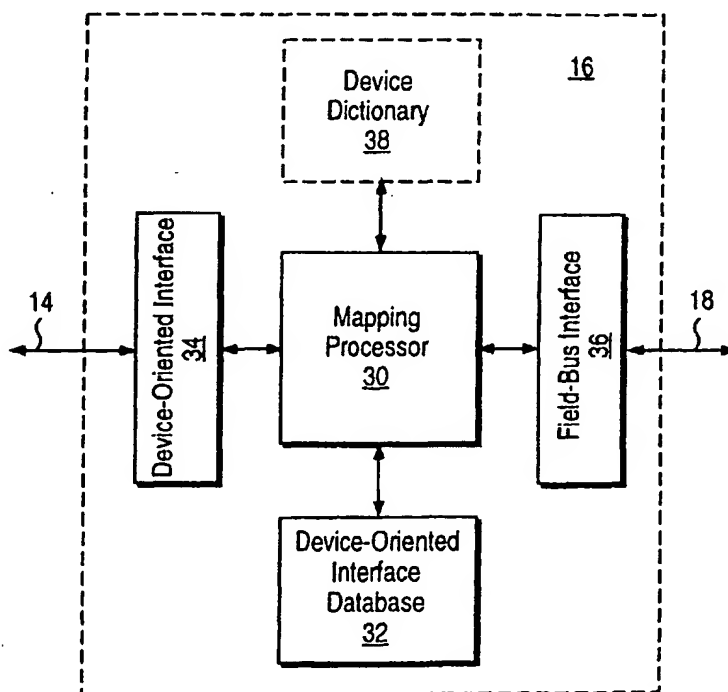 Device
Dictionary
38
16
14
Device-Oriented Interface
34
Mapping
Processor
30
Field-Bus Interface
36
18
Device-Oriented
Interface
Database
32